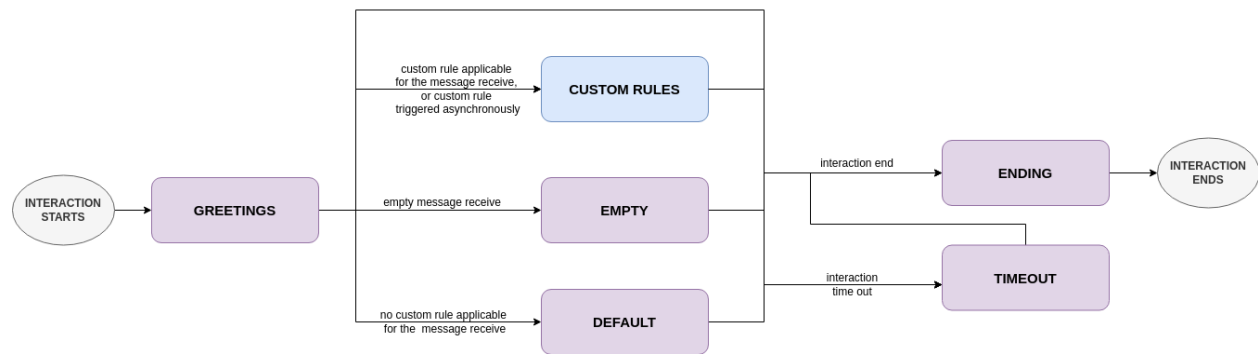 INTERACTION
STARTS
GREETINGS
custom rule applicable
for the message receive,
or custom rule
triggered asynchronously
CUSTOM RULES
empty message receive
EMPTY
no custom rule applicable
for the message receive
DEFAULT
interaction end
ENDING
INTERACTION
ENDS
interaction
time out
TIMEOUT